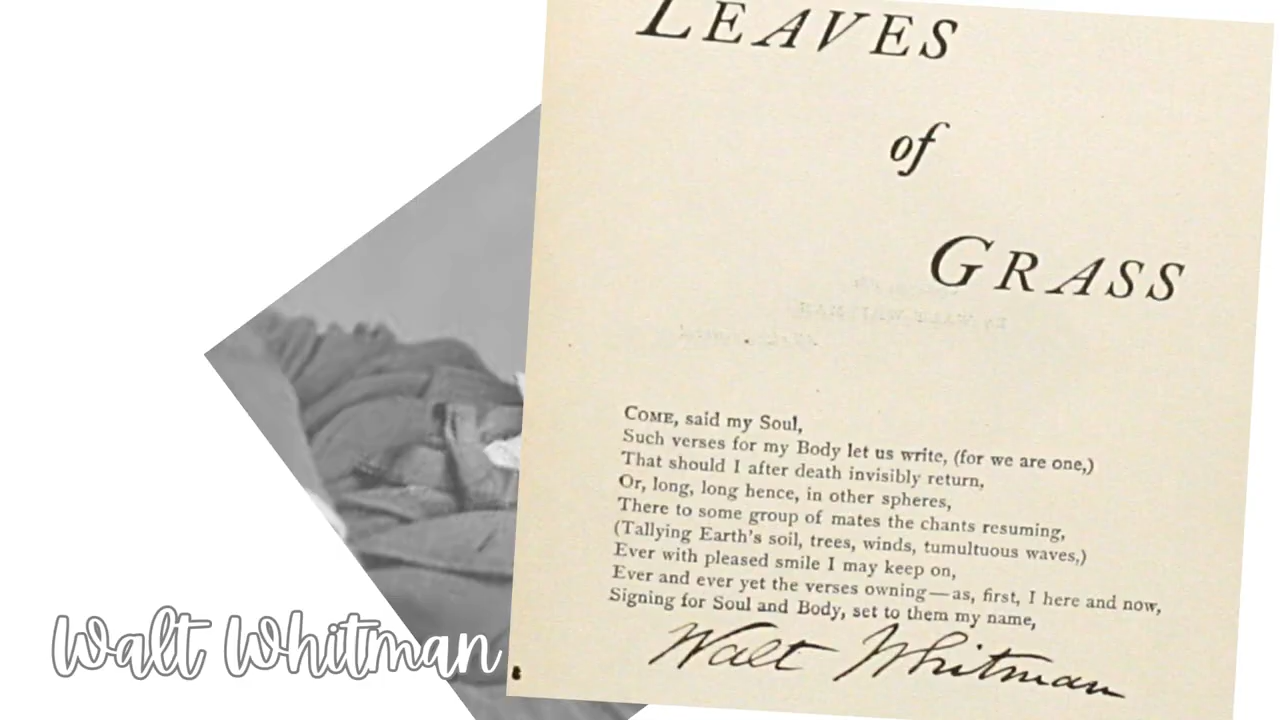 LEAVES
of
GRASS
COME, said my Soul,
Such verses for my Body let us write, (for we are one,)
That should I after death invisibly return,
Or, long, long hence, in other spheres,
There to some group of mates the chants resuming,
(Tallying Earth's soil, trees, winds, tumultuous waves,)
Ever with pleased smile I may keep on,
Ever and ever yet the verses owning—as, first, I here and now,
Signing for Soul and Body, set to them my name,
Walt Whitman
Walt Whitman